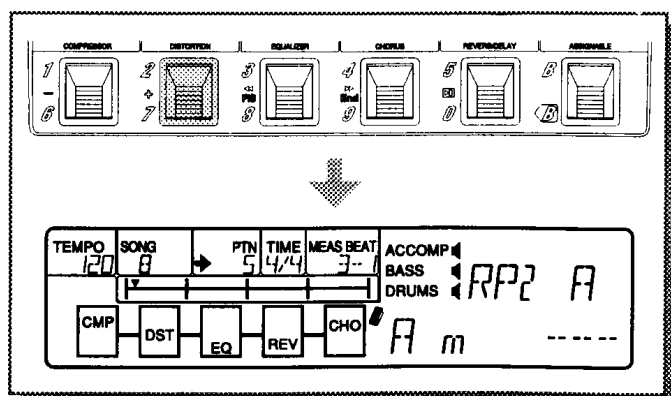 COMPRESSOR DISTORTION EQUALIZER CHORUS REVERB/DELAY ASSIGNABLE
1 2 3 4 5 B
− + Fill End
6 7 8 9 0 B
TEMPO SONG PTN TIME MEAS BEAT ACCOMP
120 8 5 4/4 3--1 BASS
DRUMS RP2 A
CMP DST EQ REV CHO A m -----